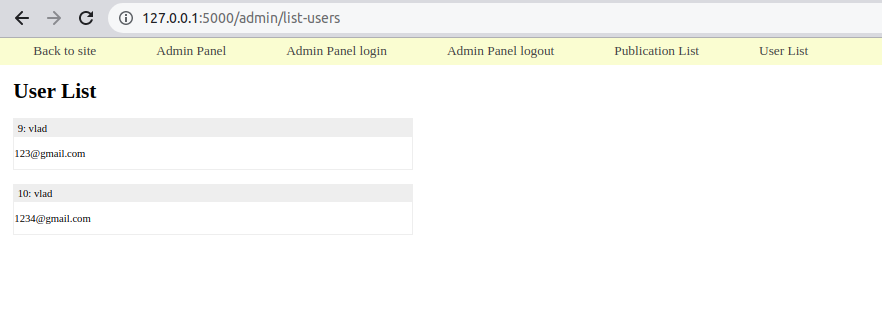 127.0.0.1:5000/admin/list-users
Back to site Admin Panel Admin Panel login Admin Panel logout Publication List User List
User List
9: vlad
123@gmail.com
10: vlad
1234@gmail.com